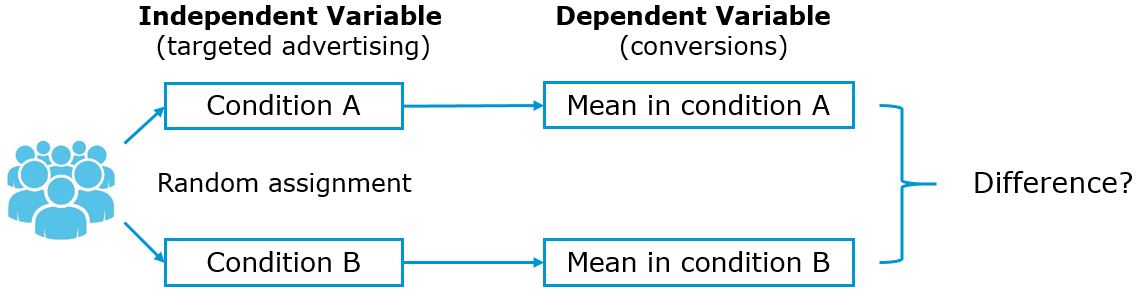 Independent Variable
(targeted advertising)
Dependent Variable
(conversions)
Condition A
Mean in condition A
Random assignment
Difference?
Condition B
Mean in condition B